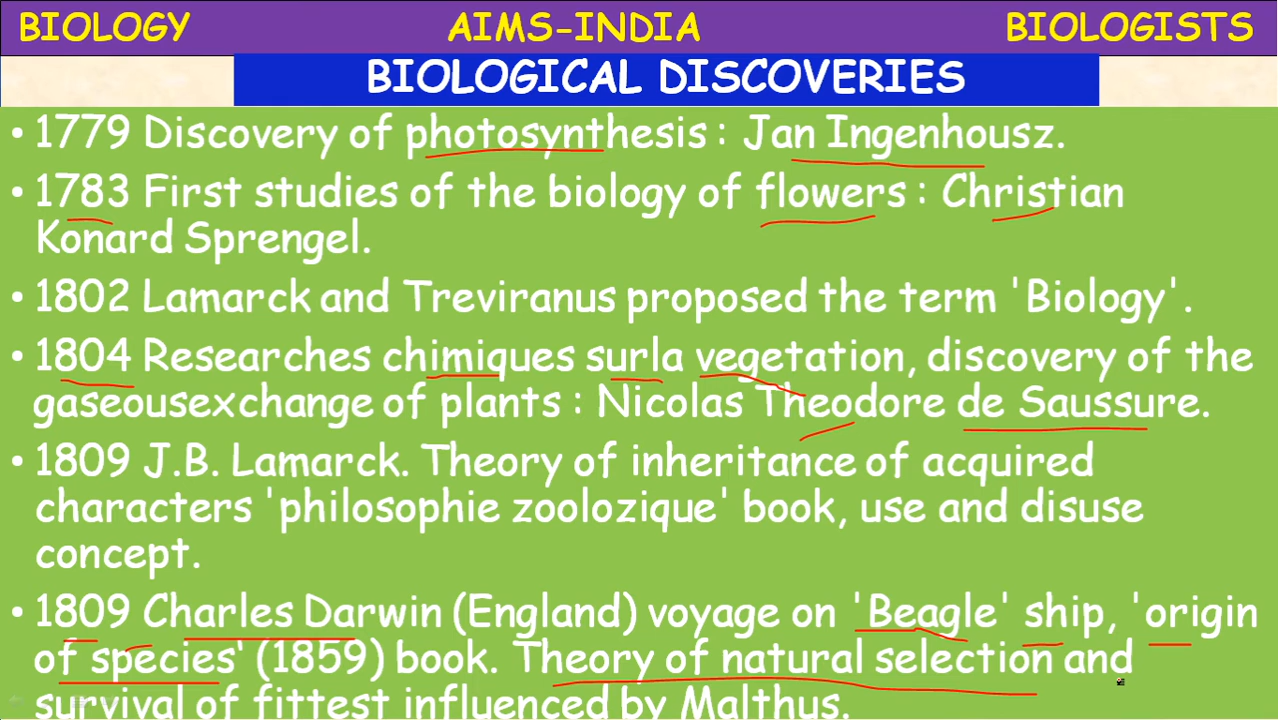 BIOLOGY AIMS-INDIA BIOLOGISTS
BIOLOGICAL DISCOVERIES
• 1779 Discovery of photosynthesis : Jan Ingenhousz.
• 1783 First studies of the biology of flowers : Christian
Konard Sprengel.
• 1802 Lamarck and Treviranus proposed the term 'Biology'.
• 1804 Researches chimiques surla vegetation, discovery of the
gaseousexchange of plants : Nicolas Theodore de Saussure.
• 1809 J.B. Lamarck. Theory of inheritance of acquired
characters 'philosophie zoolozique' book, use and disuse
concept.
• 1809 Charles Darwin (England) voyage on 'Beagle' ship, 'origin
of species' (1859) book. Theory of natural selection and
survival of fittest influenced by Malthus.